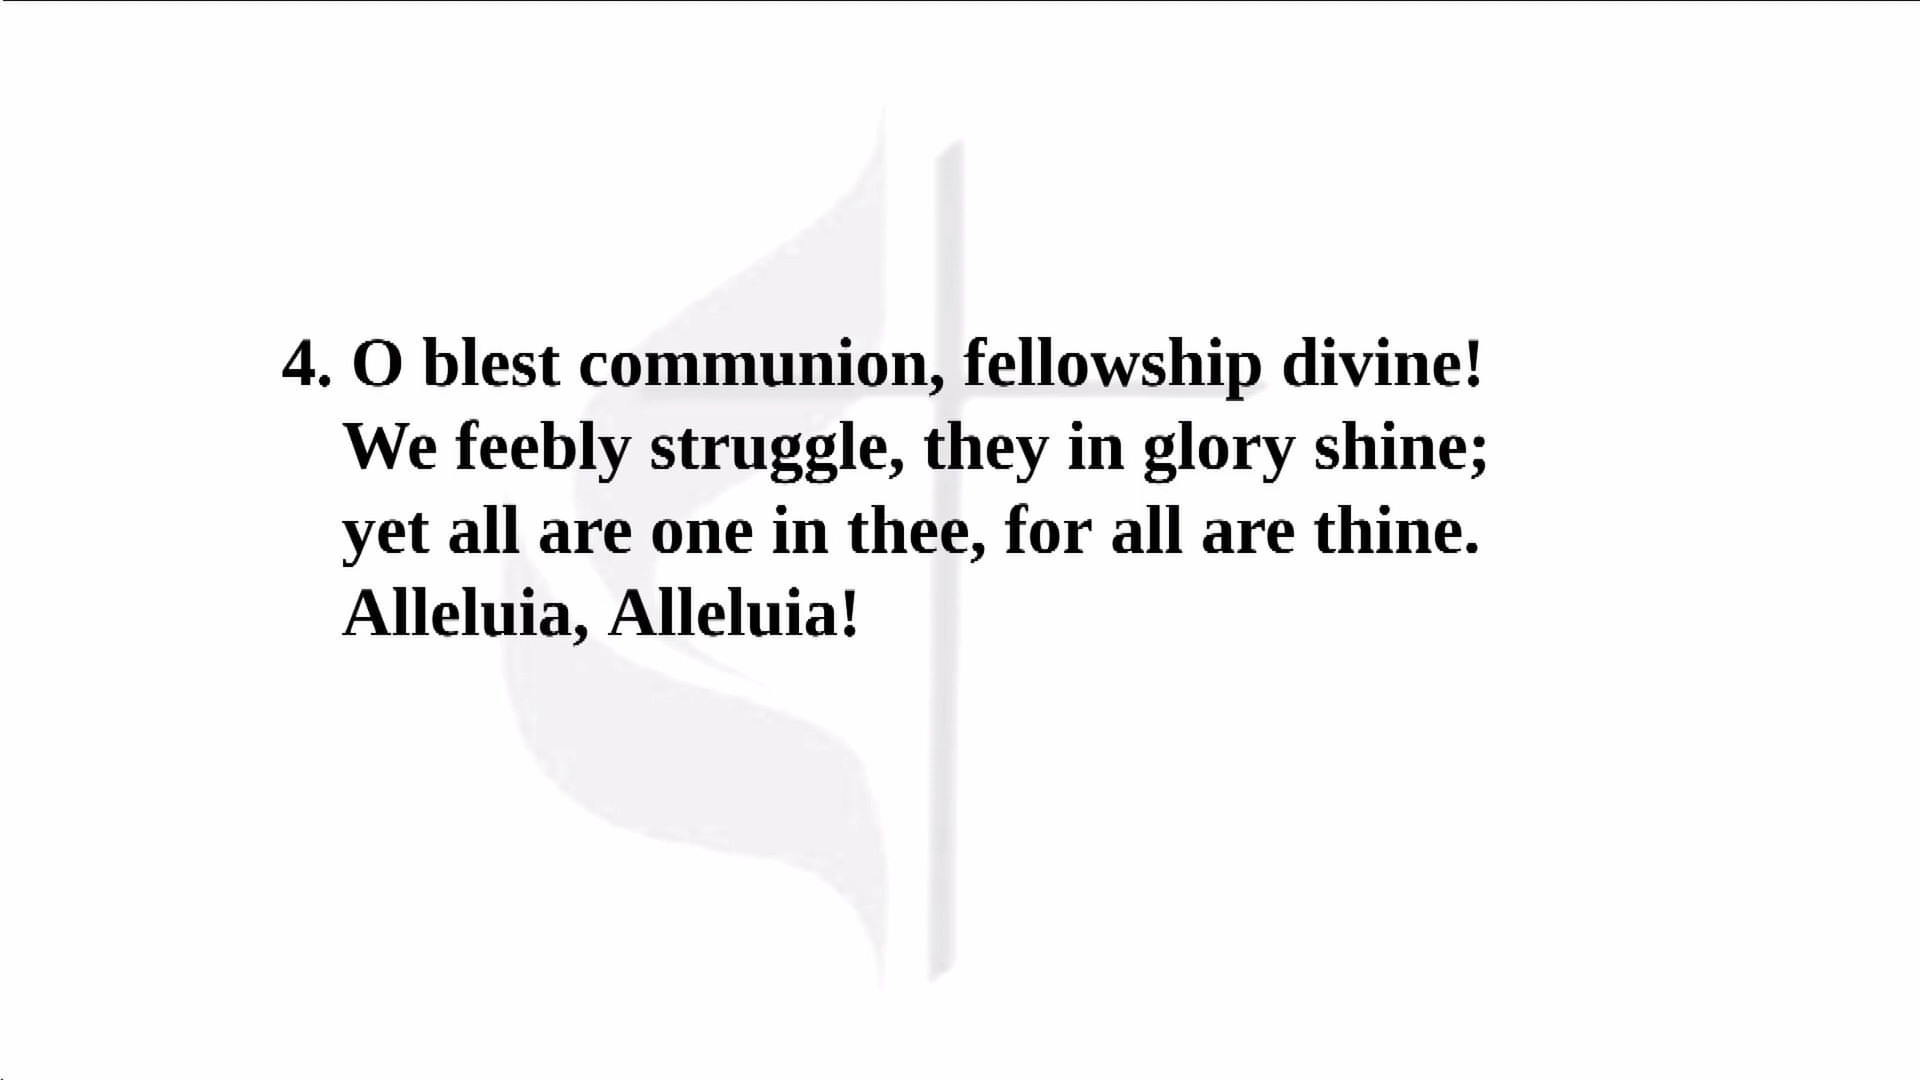 4. O blest communion, fellowship divine!
We feebly struggle, they in glory shine;
yet all are one in thee, for all are thine.
Alleluia, Alleluia!